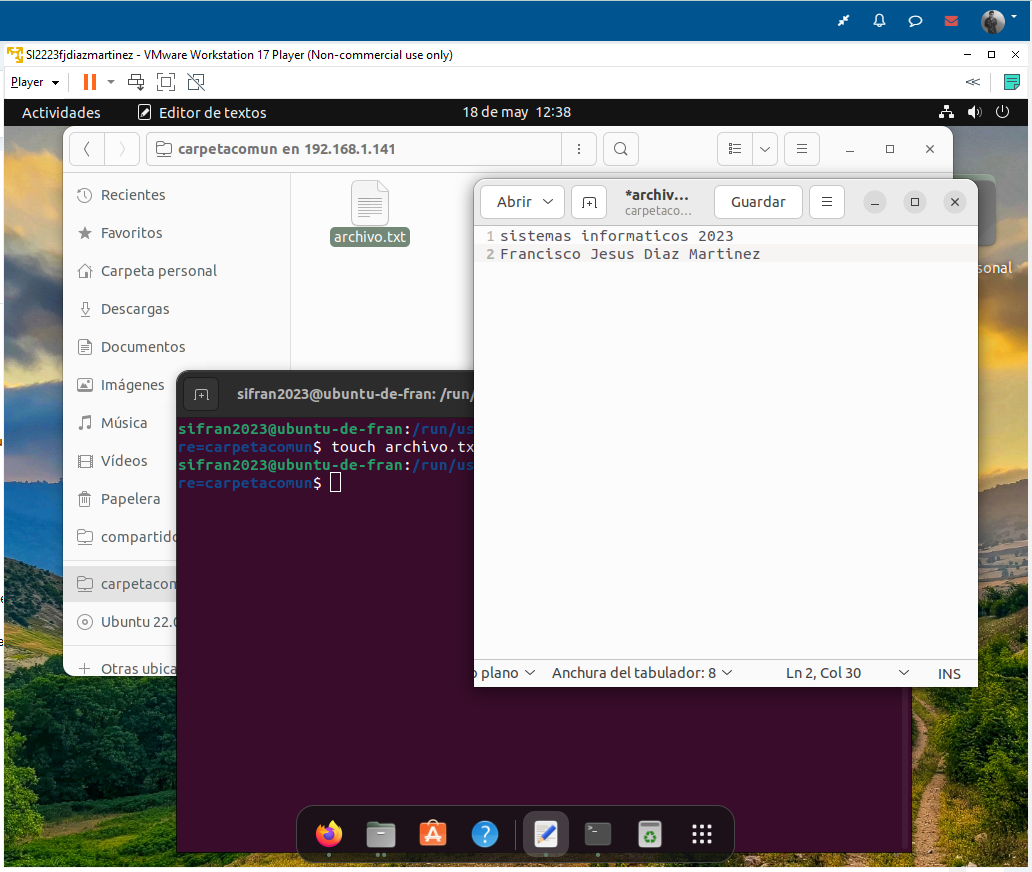 SI2223fjdiazmartinez - VMware Workstation 17 Player (Non-commercial use only)
Player
Actividades
Editor de textos
18 de may 12:38
carpetacomun en 192.168.1.141
Recientes
Favoritos
Carpeta personal
Descargas
Documentos
Imágenes
Música
Vídeos
Papelera
compartido
carpetacom
Ubuntu 22.0
Otras ubica
archivo.txt
sifran2023@ubuntu-de-fran: /run/
sifran2023@ubuntu-de-fran:/run/us
re=carpetacomun$ touch archivo.tx
sifran2023@ubuntu-de-fran:/run/us
re=carpetacomun$
Abrir
*archiv…
carpetaco…
Guardar
1 sistemas informaticos 2023
2 Francisco Jesus Diaz Martinez
plano
Anchura del tabulador: 8
Ln 2, Col 30
INS
sonal